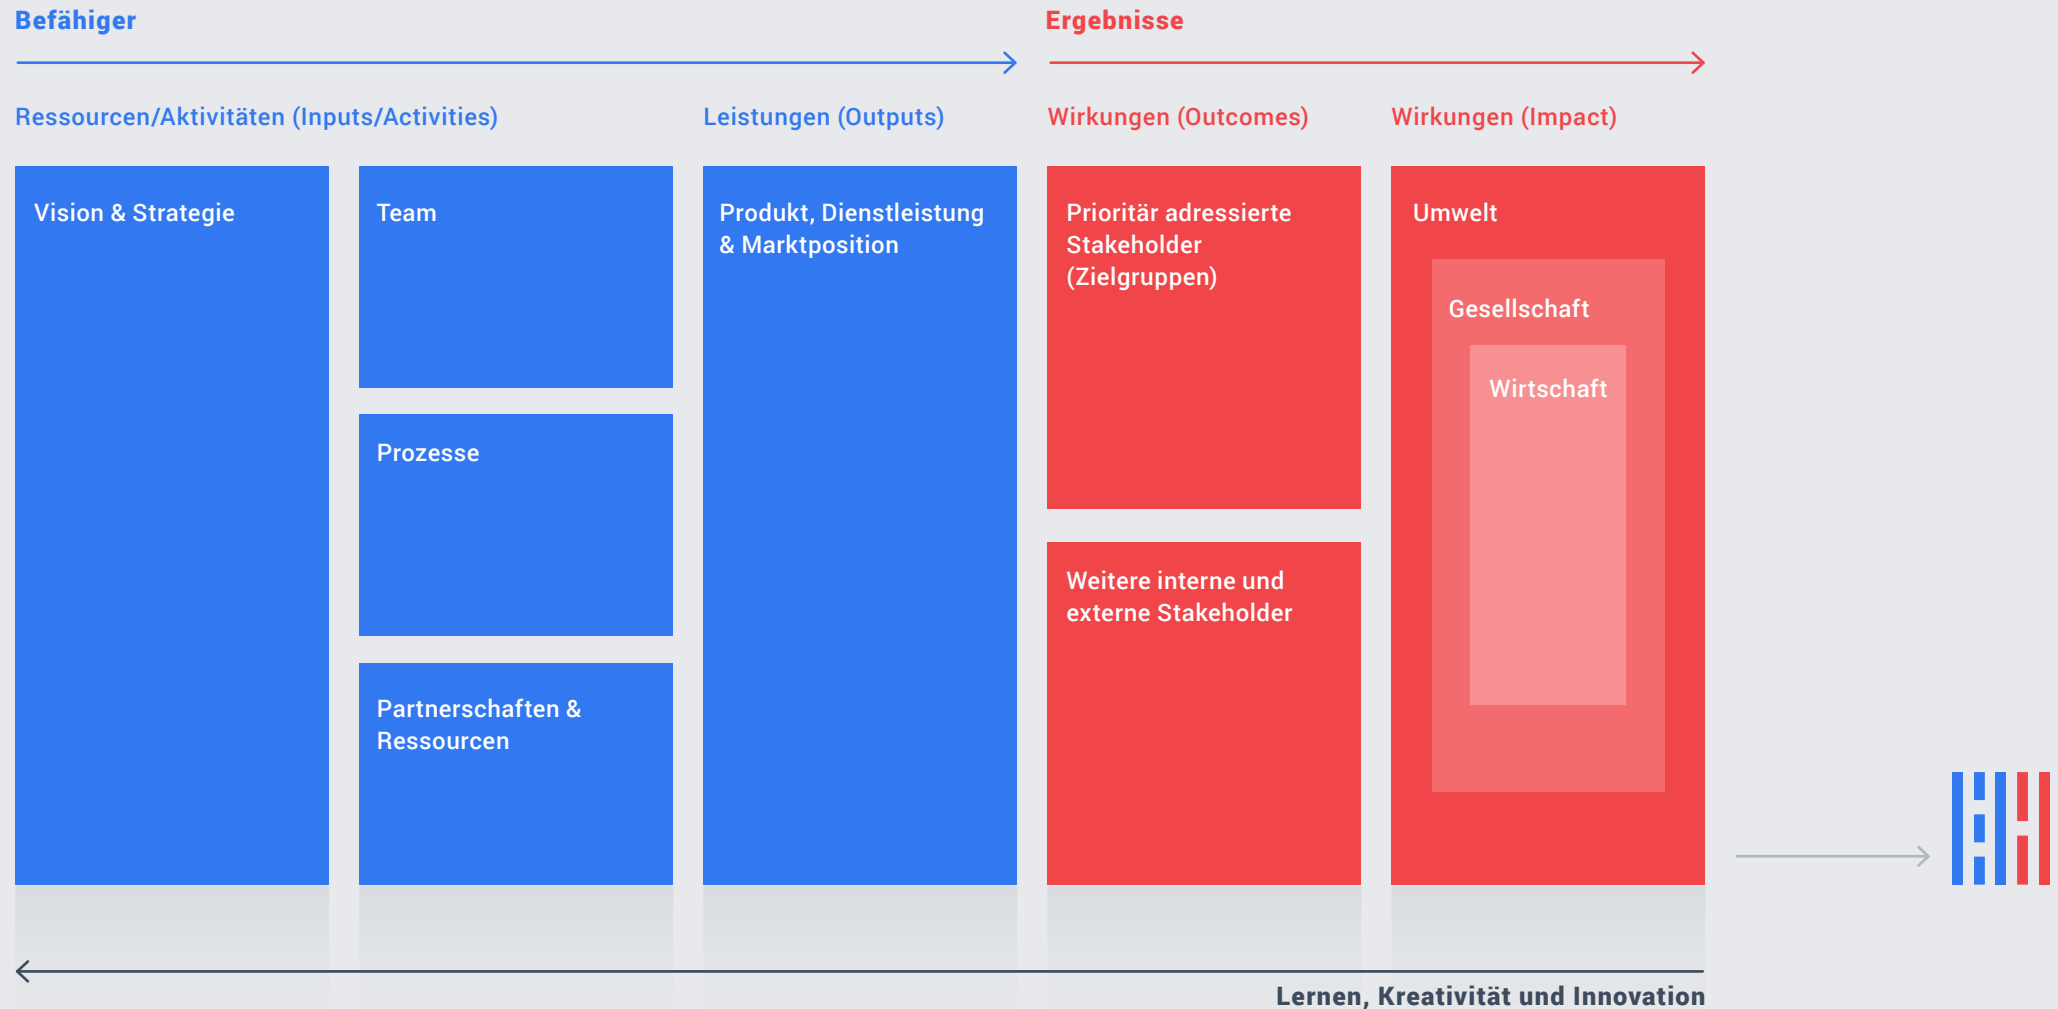 Befähiger
Ergebnisse
Ressourcen/Aktivitäten (Inputs/Activities)
Leistungen (Outputs)
Wirkungen (Outcomes)
Wirkungen (Impact)
Vision & Strategie
Team
Prozesse
Partnerschaften &
Ressourcen
Produkt, Dienstleistung
& Marktposition
Prioritär adressierte
Stakeholder
(Zielgruppen)
Weitere interne und
externe Stakeholder
Umwelt
Gesellschaft
Wirtschaft
Lernen, Kreativität und Innovation